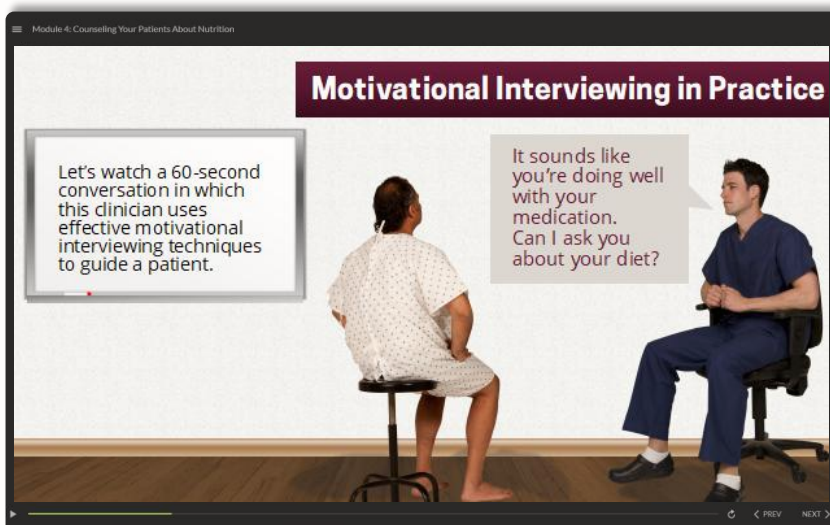 Module 4: Counseling Your Patients About Nutrition
Motivational Interviewing in Practice
Let's watch a 60-second
conversation in which
this clinician uses
effective motivational
interviewing techniques
to guide a patient.
It sounds like
you're doing well
with your
medication.
Can I ask you
about your diet?
< PREV NEXT >